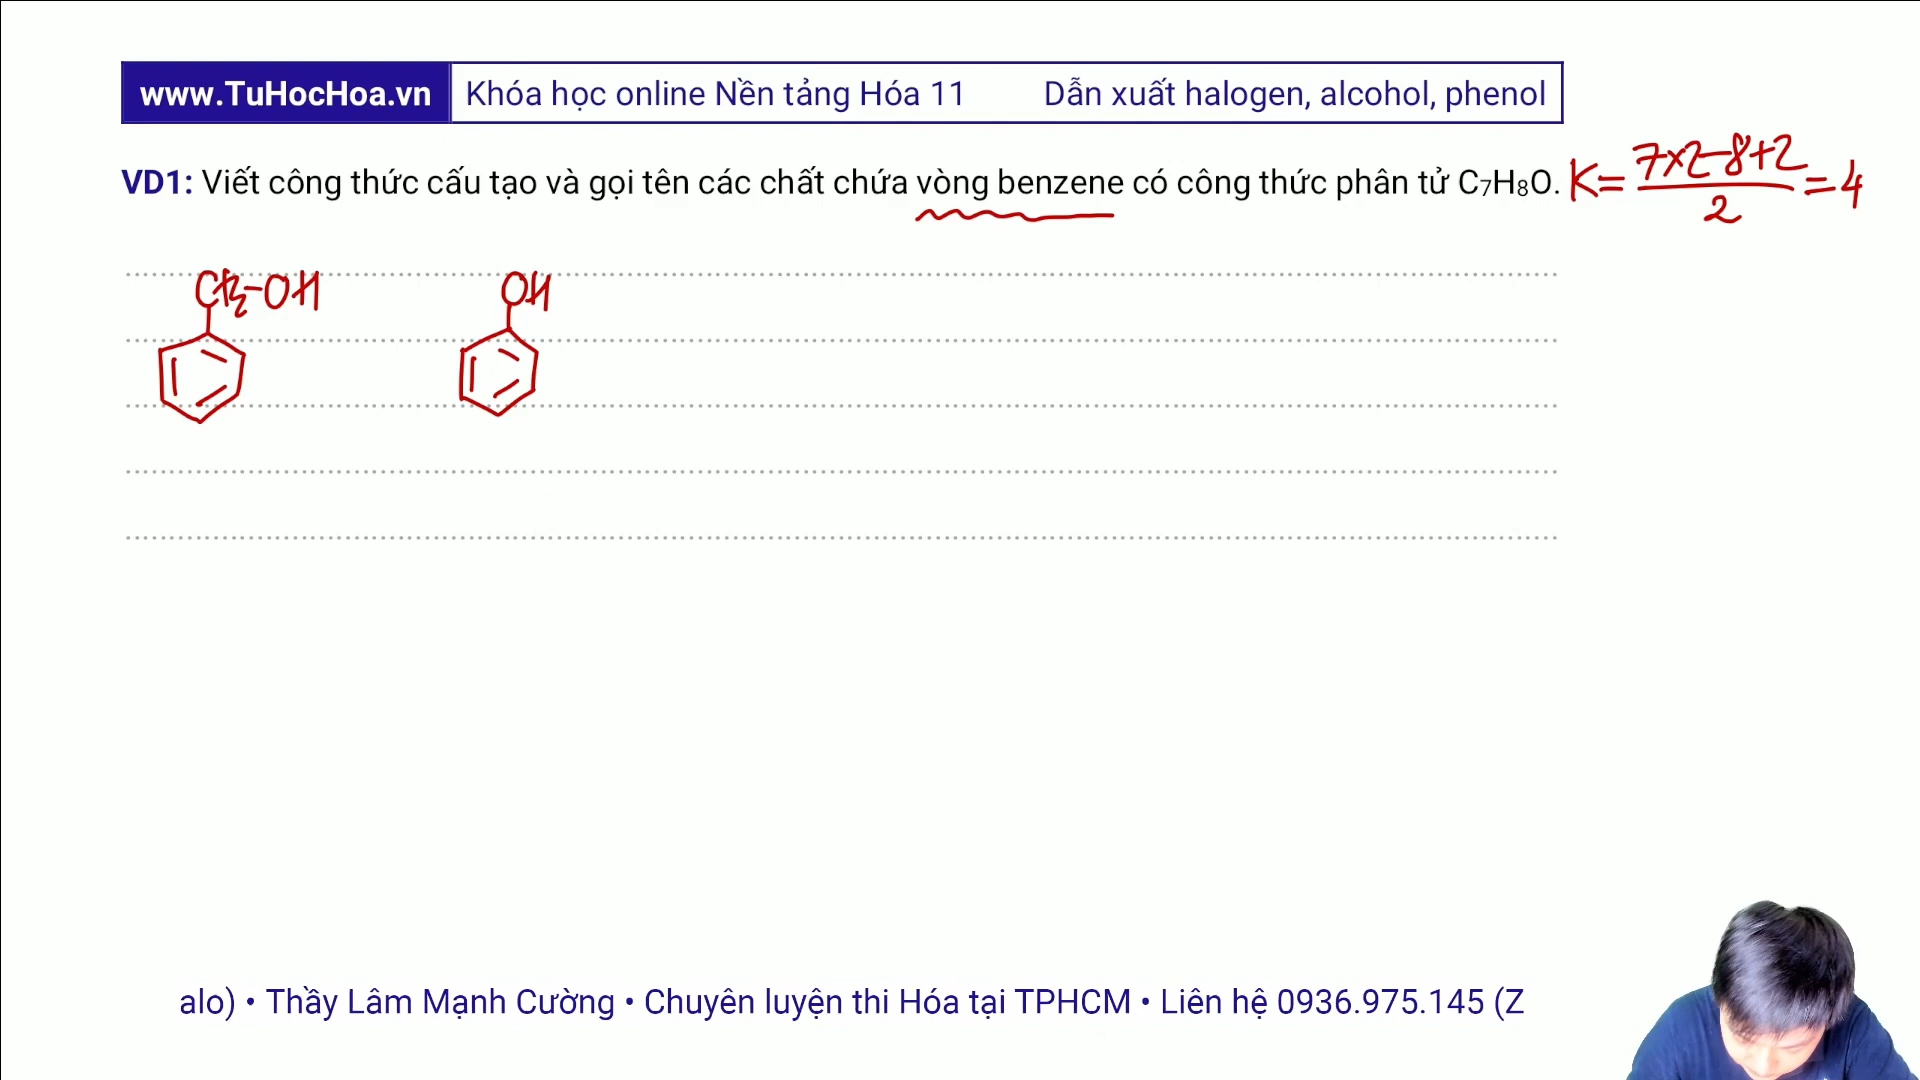 www.TuHocHoa.vn Khóa học online Nền tảng Hóa 11 Dẫn xuất halogen, alcohol, phenol
VD1: Viết công thức cấu tạo và gọi tên các chất chứa vòng benzene có công thức phân tử C₇H₈O. K = (7×2-8+2)/2 = 4
CH₂-OH OH
alo) • Thầy Lâm Mạnh Cường • Chuyên luyện thi Hóa tại TPHCM • Liên hệ 0936.975.145 (Z